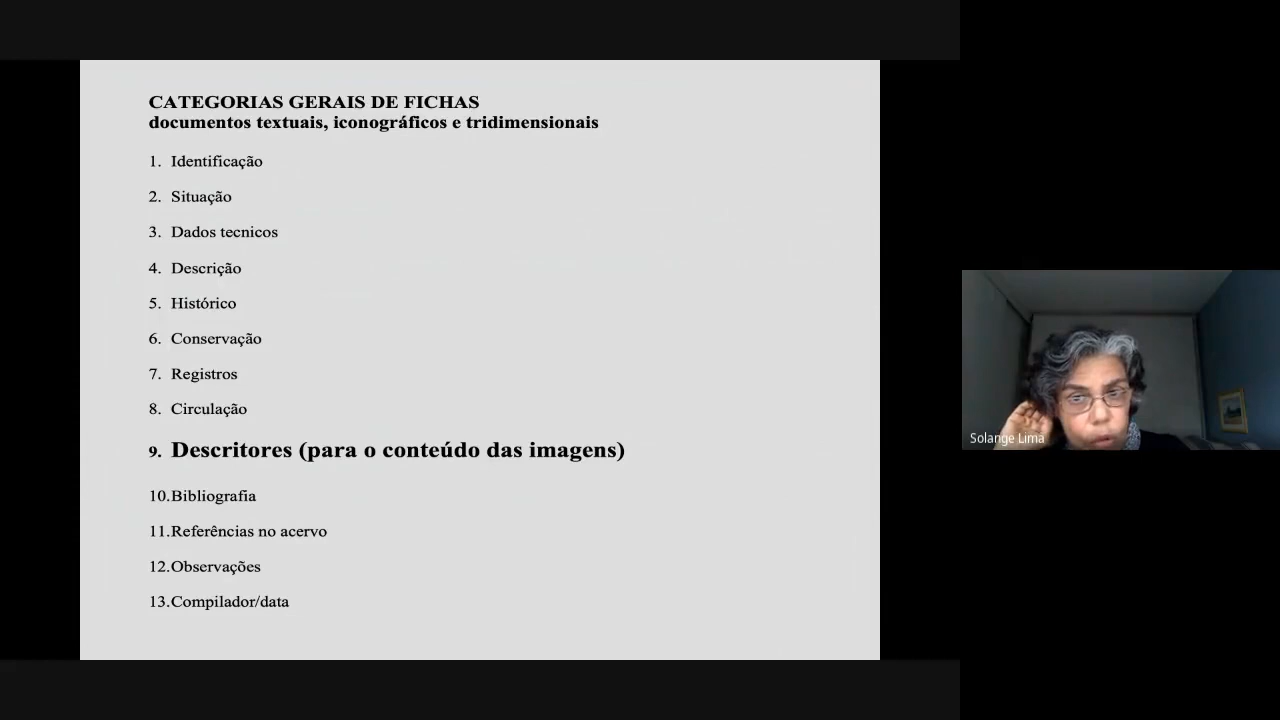 CATEGORIAS GERAIS DE FICHAS
documentos textuais, iconográficos e tridimensionais
1. Identificação
2. Situação
3. Dados tecnicos
4. Descrição
5. Histórico
6. Conservação
7. Registros
8. Circulação
9. Descritores (para o conteúdo das imagens)
10.Bibliografia
11.Referências no acervo
12.Observações
13.Compilador/data
Solange Lima